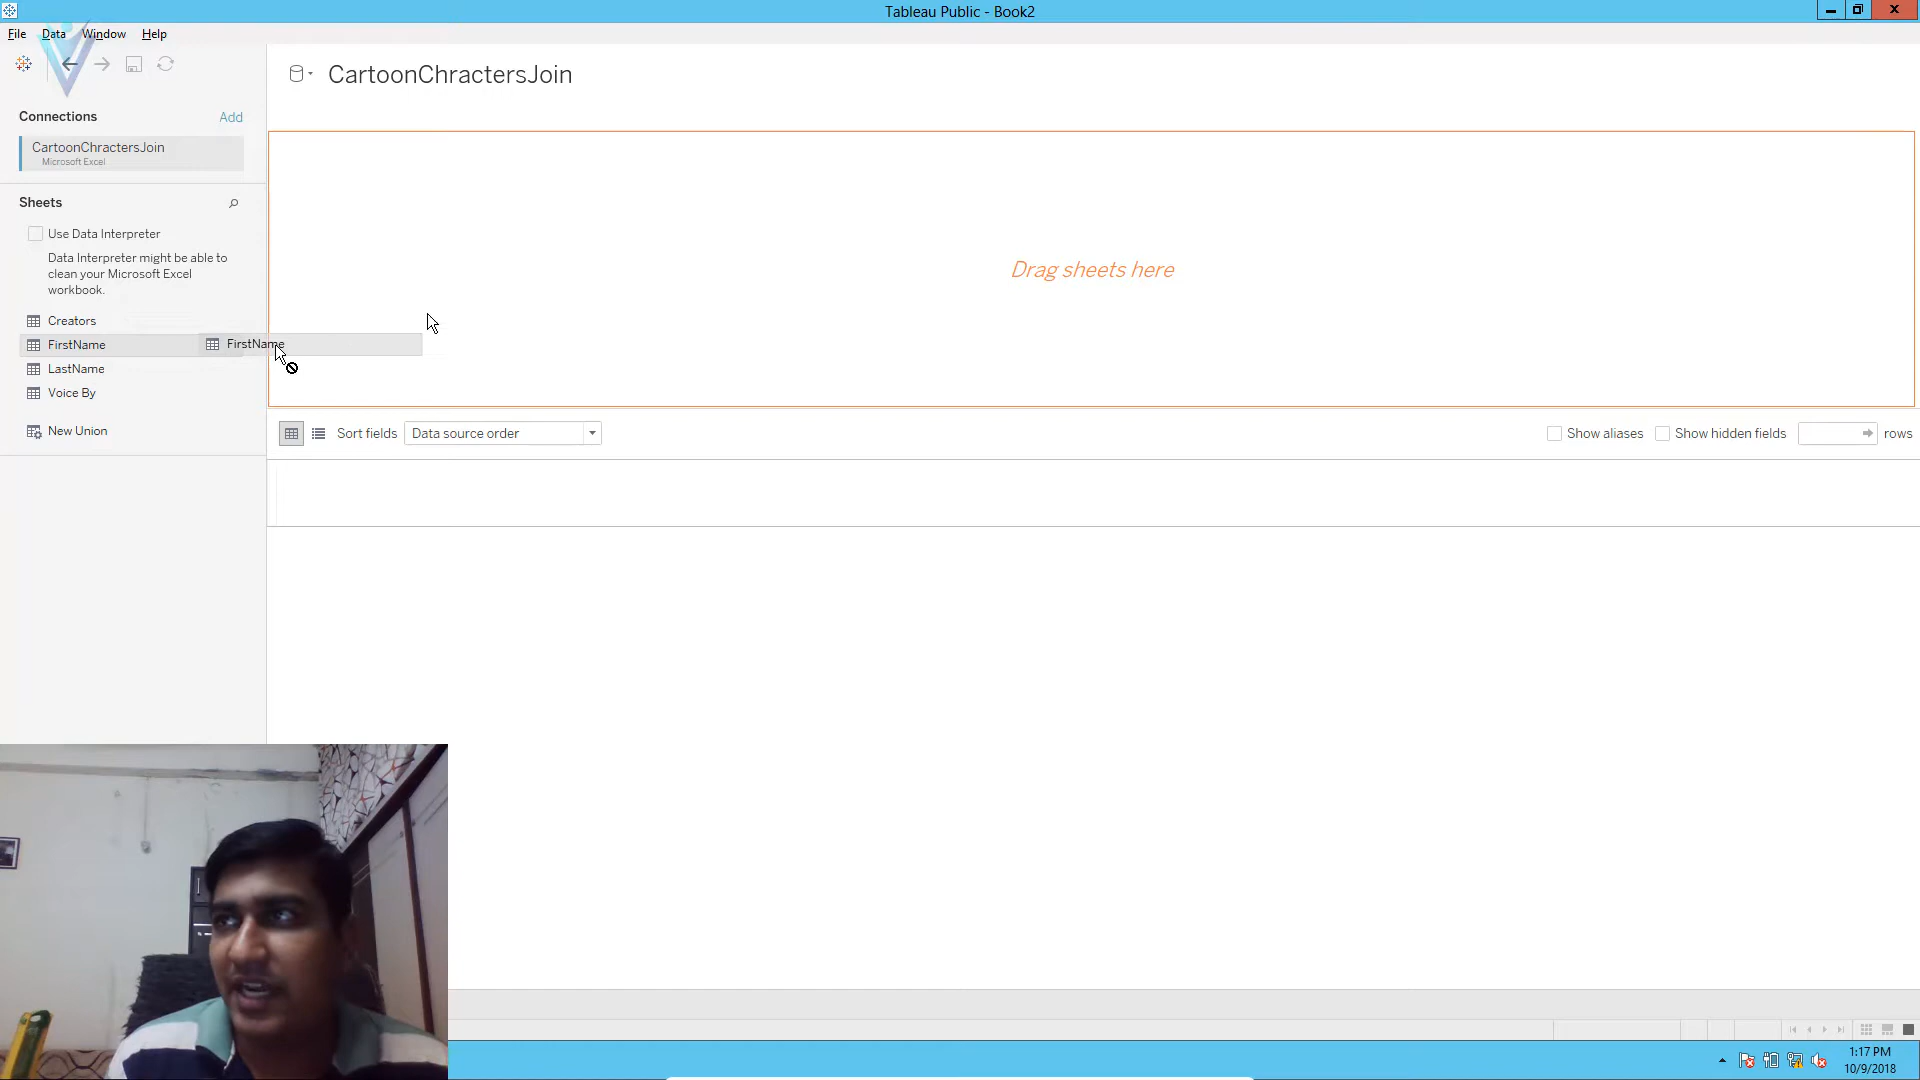 Tableau Public - Book2
File Data Window Help
Connections Add
CartoonChractersJoin
Microsoft Excel
Sheets
Use Data Interpreter
Data Interpreter might be able to
clean your Microsoft Excel
workbook.
Creators
FirstName
FirstName
LastName
Voice By
New Union
CartoonChractersJoin
Drag sheets here
Sort fields Data source order
Show aliases Show hidden fields rows
1:17 PM
10/9/2018